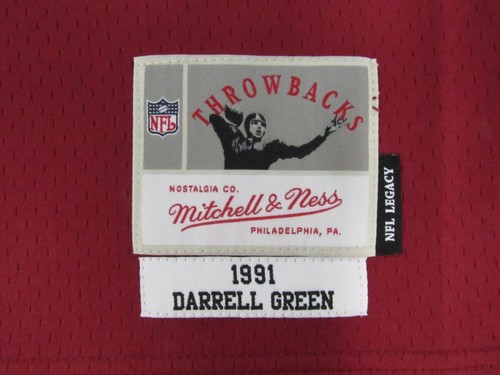 THROWBACKS
NFL
NOSTALGIA CO.
Mitchell & Ness
PHILADELPHIA, PA.
NFL LEGACY
1991
DARRELL GREEN